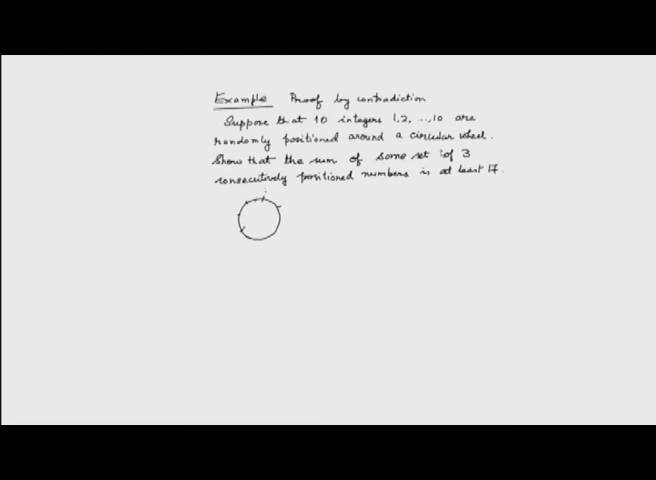 Example Proof by contradiction
Suppose that 10 integers 1, 2, ..., 10 are
randomly positioned around a circular wheel.
Show that the sum of some set of 3
consecutively positioned numbers is at least 17.